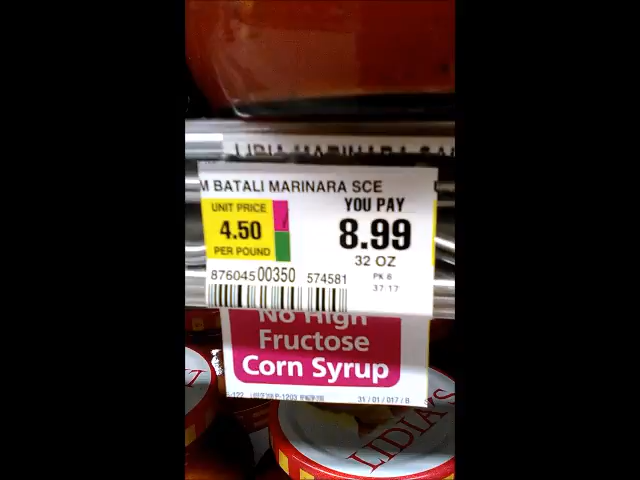 LIDIA MARINARA SA
M BATALI MARINARA SCE
UNIT PRICE
4.50
PER POUND
YOU PAY
8.99
32 OZ
876045 00350 574581
PK 6
37 17
No High
Fructose
Corn Syrup
P-1203
31/01/017/B
LIDIA'S